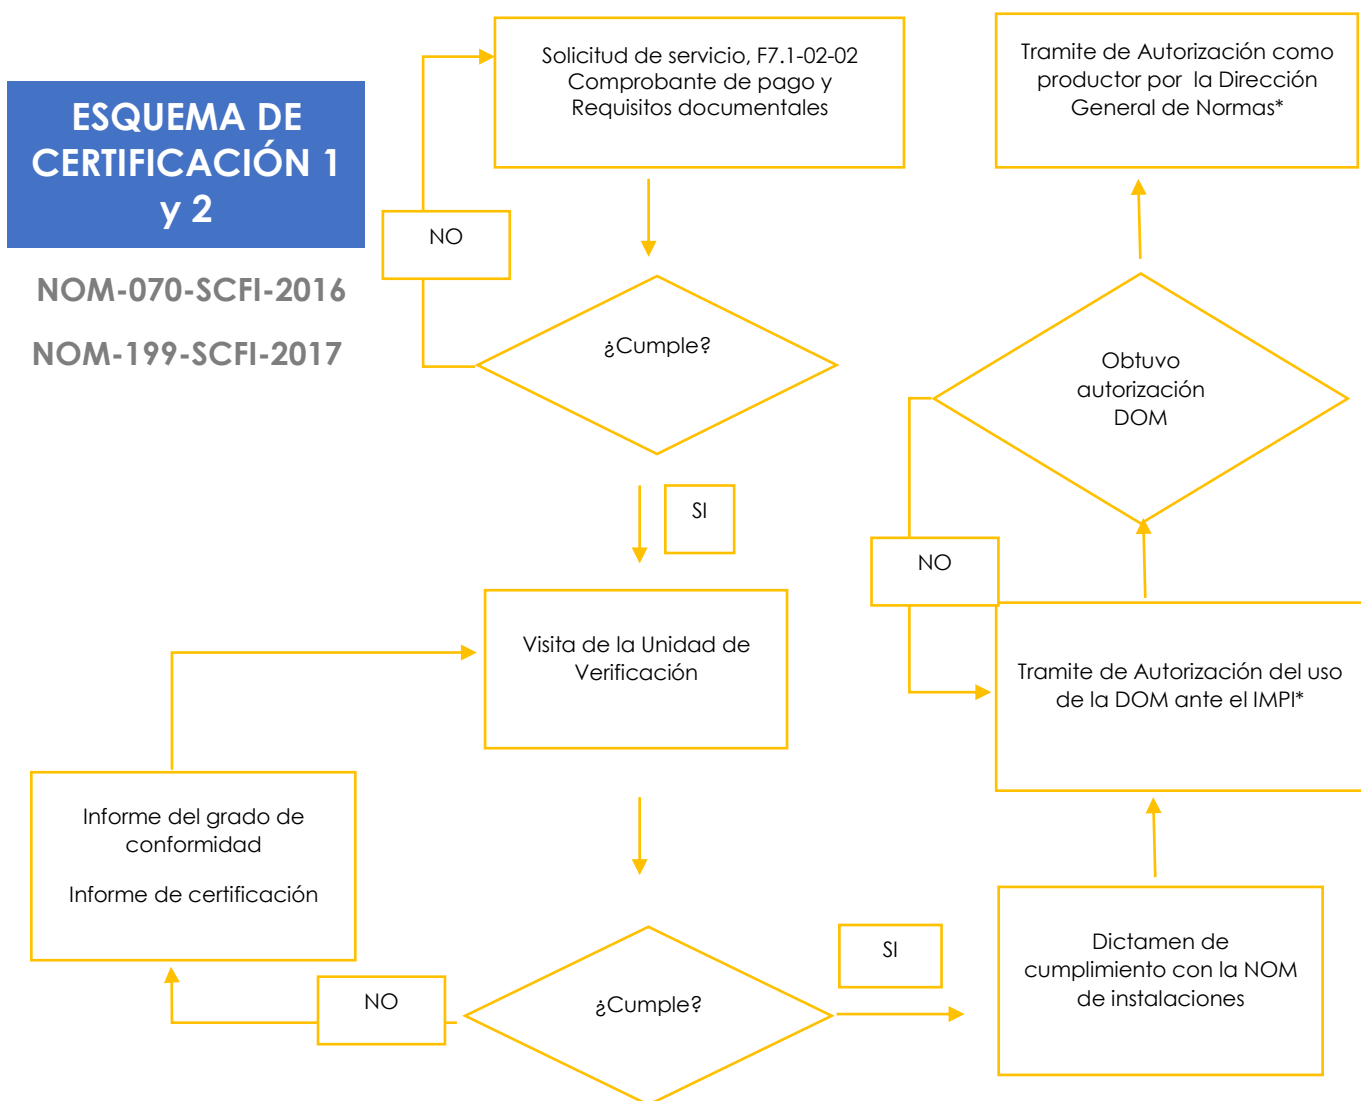 ESQUEMA DE
CERTIFICACIÓN 1
y 2
NOM-070-SCFI-2016
NOM-199-SCFI-2017
Solicitud de servicio, F7.1-02-02
Comprobante de pago y
Requisitos documentales
NO
¿Cumple?
SI
Visita de la Unidad de
Verificación
Informe del grado de
conformidad
Informe de certificación
NO
¿Cumple?
SI
Dictamen de
cumplimiento con la NOM
de instalaciones
Tramite de Autorización del uso
de la DOM ante el IMPI*
NO
Obtuvo
autorización
DOM
Tramite de Autorización como
productor por la Dirección
General de Normas*